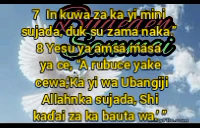 7 In kuwa za ka yi mini
sujada, duk su zama naka.
8 Yesu ya amsa masa
ya ce, "A rubuce yake
cewa,Ka yi wa Ubangiji
Allahnka sujada, Shi
kaɗai za ka bauta wa.'"